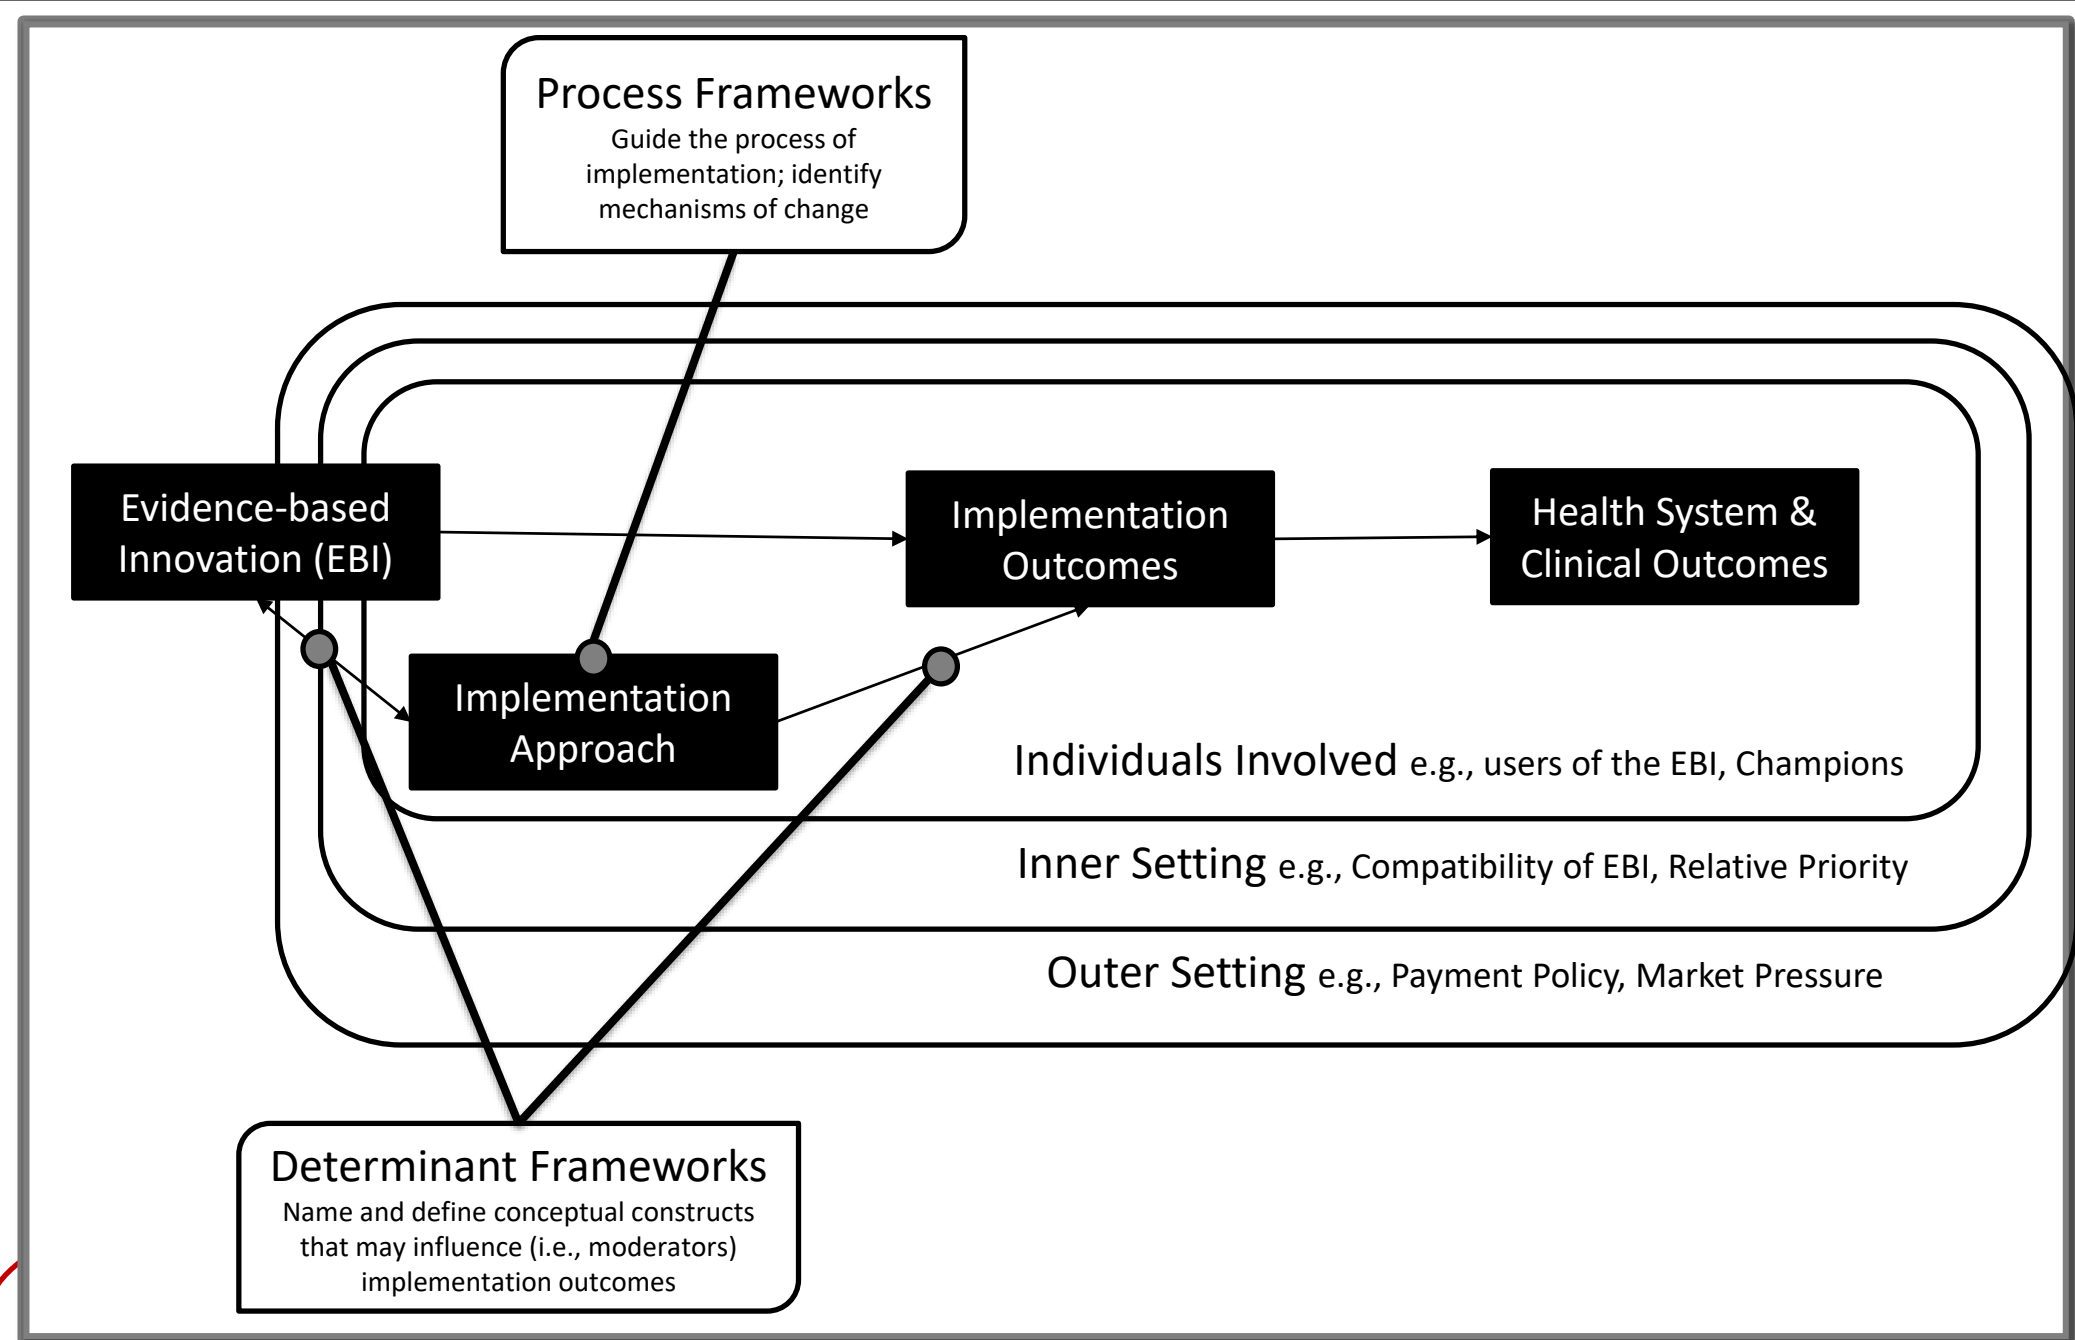 Process Frameworks
Guide the process of
implementation; identify
mechanisms of change
Evidence-based
Innovation (EBI)
Implementation
Outcomes
Health System &
Clinical Outcomes
Implementation
Approach
Individuals Involved e.g., users of the EBI, Champions
Inner Setting e.g., Compatibility of EBI, Relative Priority
Outer Setting e.g., Payment Policy, Market Pressure
Determinant Frameworks
Name and define conceptual constructs
that may influence (i.e., moderators)
implementation outcomes